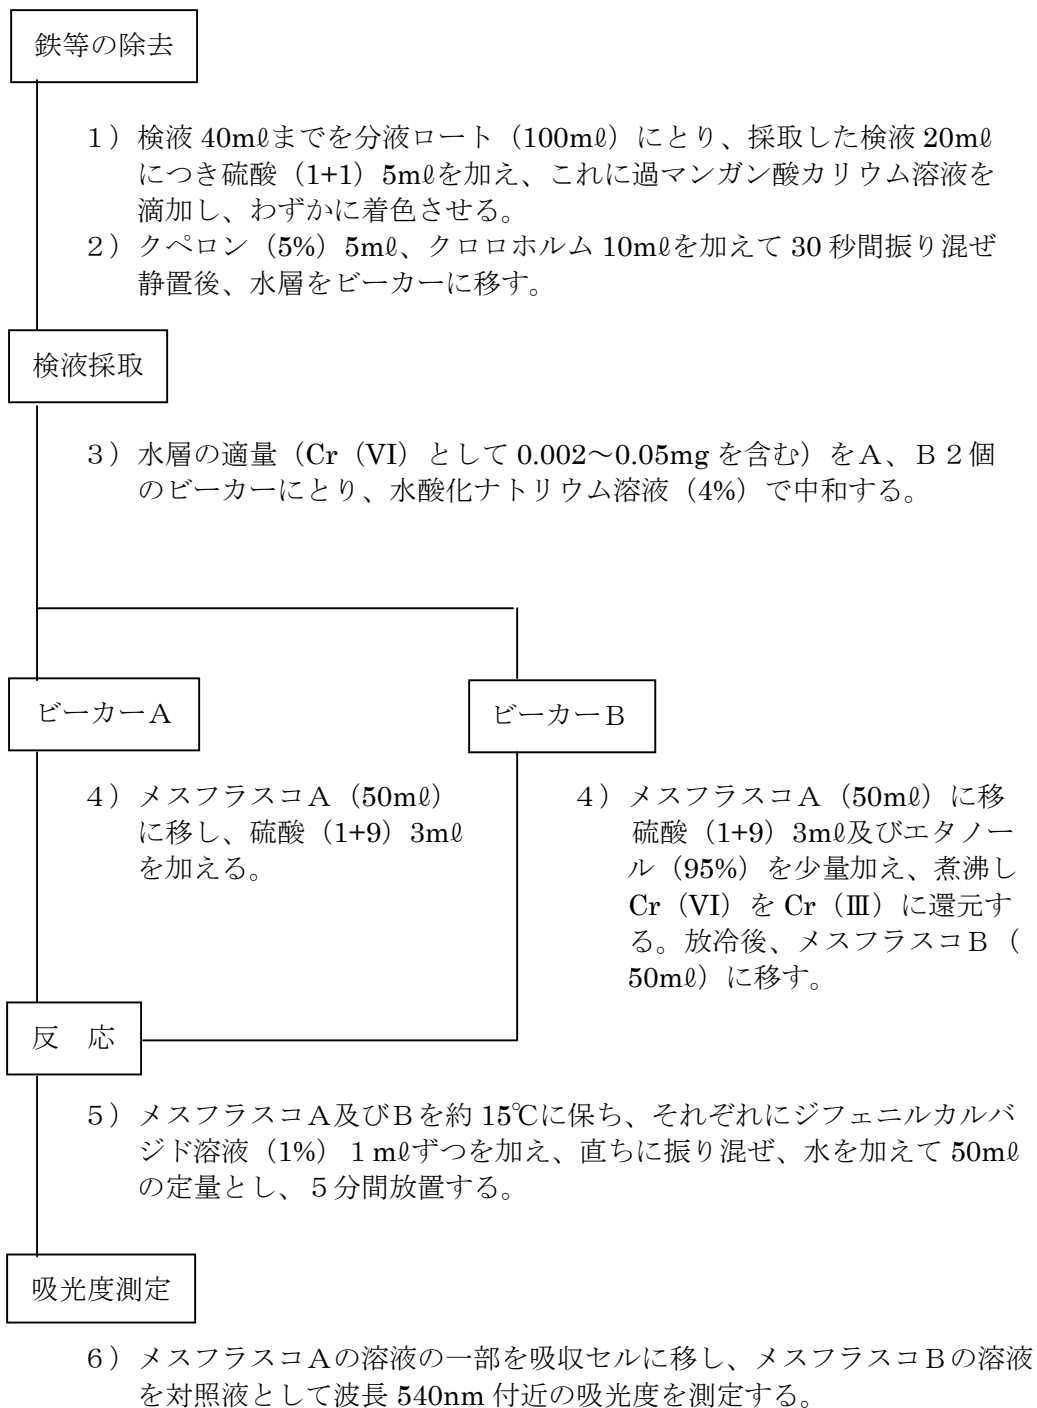 鉄等の除去
１）検液 40mℓまでを分液ロート（100mℓ）にとり、採取した検液 20mℓ
につき硫酸（1+1）5mℓを加え、これに過マンガン酸カリウム溶液を
滴加し、わずかに着色させる。
２）クペロン（5%）5mℓ、クロロホルム 10mℓを加えて 30 秒間振り混ぜ
静置後、水層をビーカーに移す。
検液採取
３）水層の適量（Cr（VI）として 0.002～0.05mg を含む）をＡ、Ｂ２個
のビーカーにとり、水酸化ナトリウム溶液（4%）で中和する。
ビーカーＡ
ビーカーＢ
４）メスフラスコＡ（50mℓ）
に移し、硫酸（1+9）3mℓ
を加える。
４）メスフラスコＡ（50mℓ）に移
硫酸（1+9）3mℓ及びエタノー
ル（95%）を少量加え、煮沸し
Cr（VI）を Cr（Ⅲ）に還元す
る。放冷後、メスフラスコＢ（
50mℓ）に移す。
反　応
５）メスフラスコＡ及びＢを約 15℃に保ち、それぞれにジフェニルカルバ
ジド溶液（1%）１mℓずつを加え、直ちに振り混ぜ、水を加えて 50mℓ
の定量とし、５分間放置する。
吸光度測定
６）メスフラスコＡの溶液の一部を吸収セルに移し、メスフラスコＢの溶液
を対照液として波長 540nm 付近の吸光度を測定する。